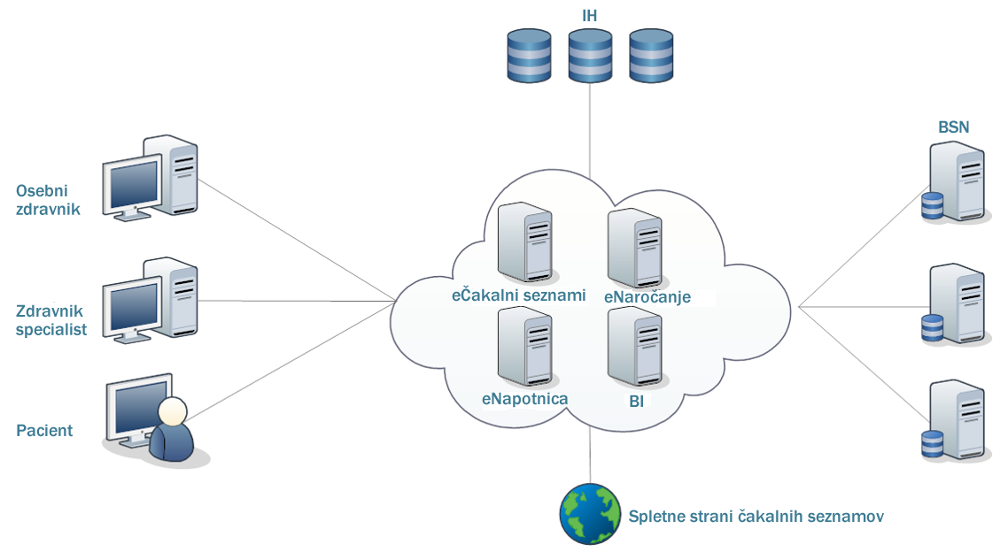 IH
BSN
Osebni
zdravnik
Zdravnik
specialist
Pacient
eČakalni seznami
eNaročanje
eNapotnica
BI
Spletne strani čakalnih seznamov